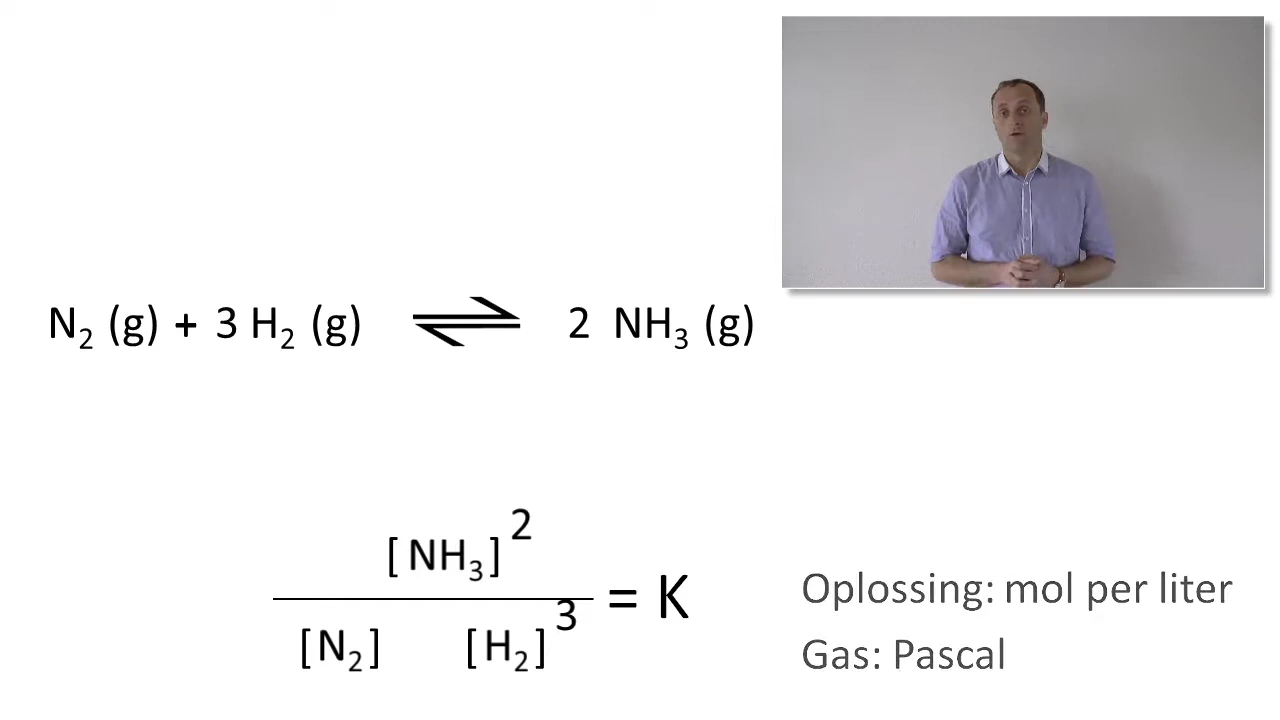 N₂ (g) + 3 H₂ (g) ⇌ 2 NH₃ (g)
[NH₃]²
[N₂] [H₂]³
= K
Oplossing: mol per liter
Gas: Pascal